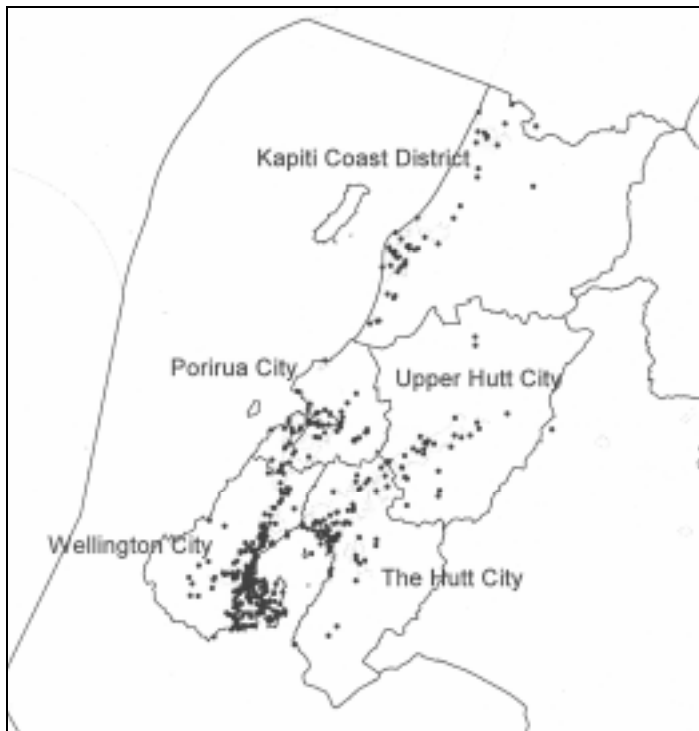 Kapiti Coast District
Porirua City
Upper Hutt City
Wellington City
The Hutt City